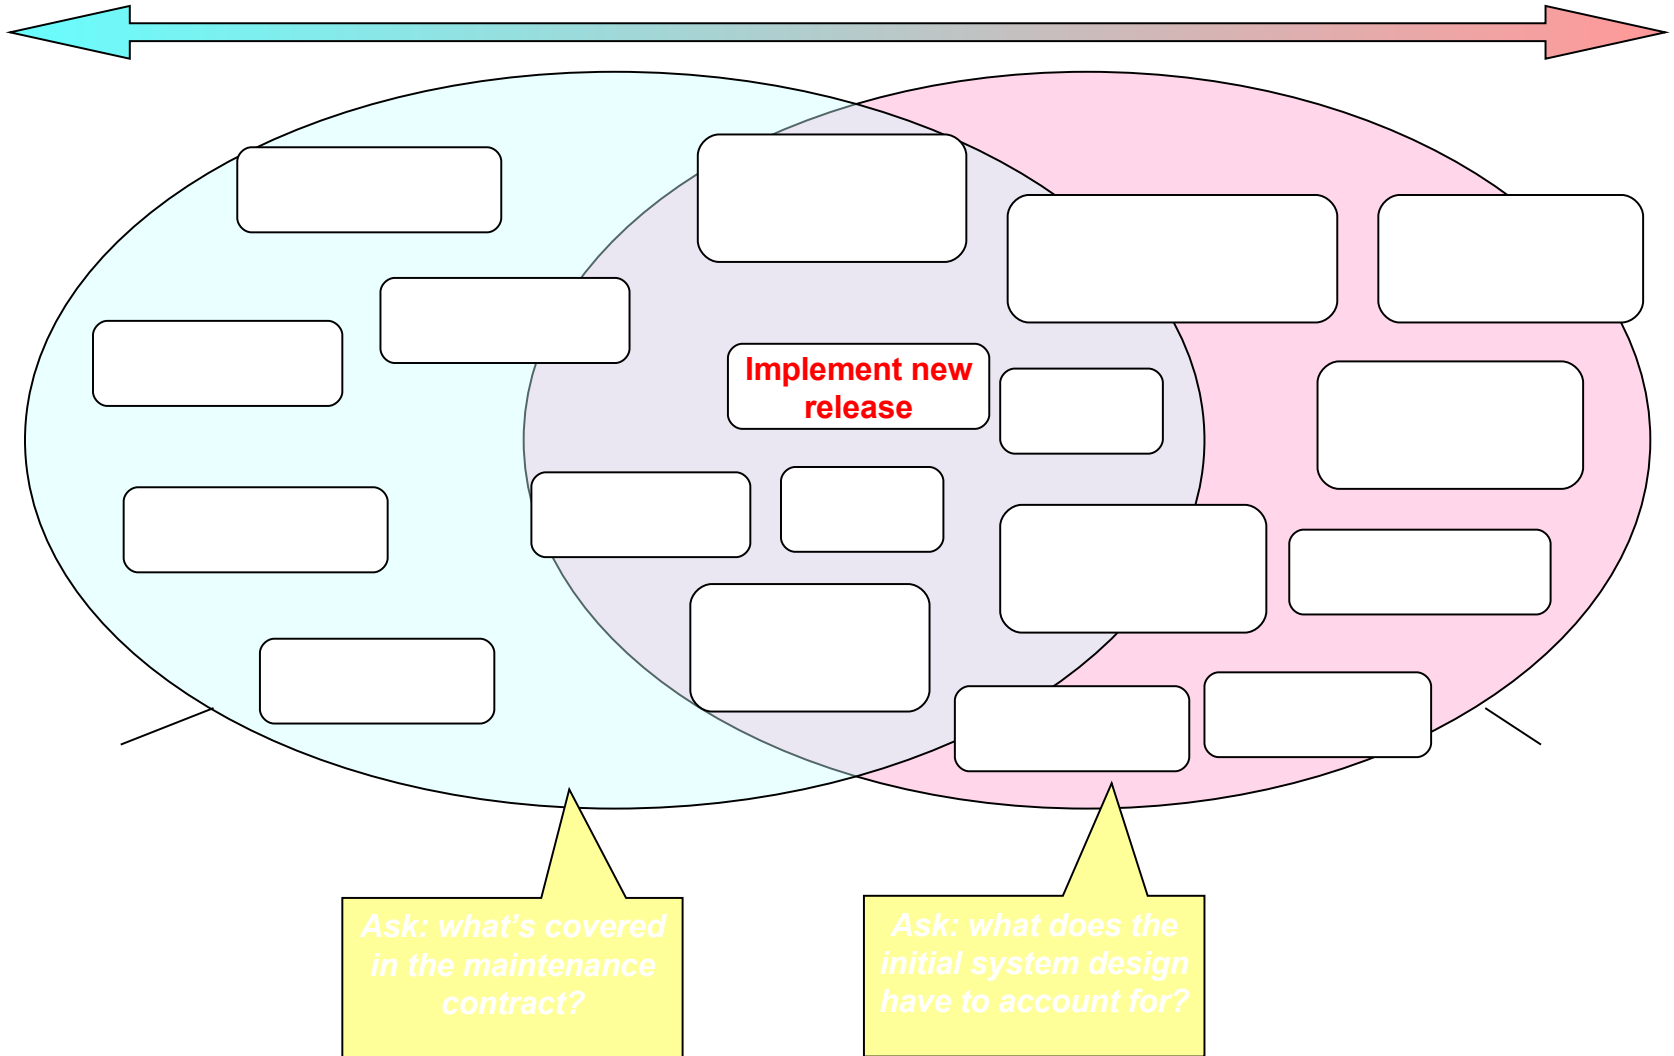 Implement new
release
Ask: what's covered
in the maintenance
contract?
Ask: what does the
initial system design
have to account for?